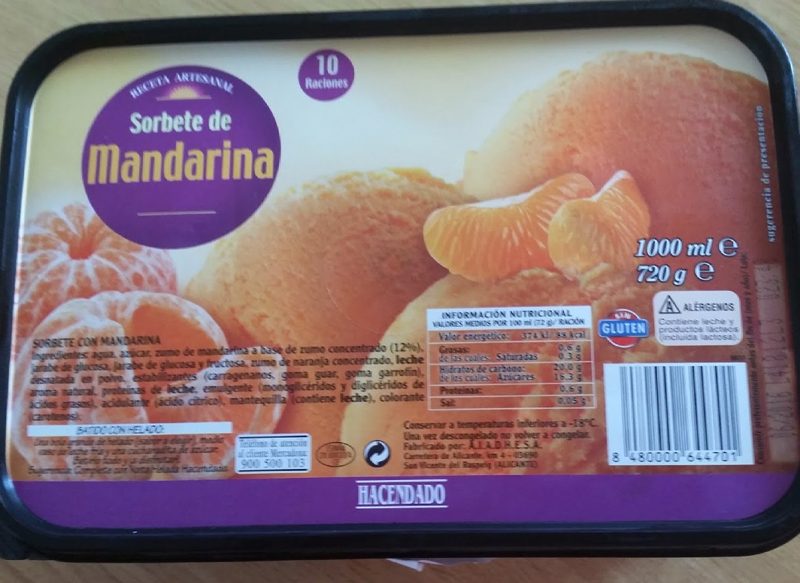 RECETA ARTESANAL
Sorbete de
Mandarina
10
Raciones
sugerencia de presentación
1000 ml e
720 g e
SORBETE CON MANDARINA
Ingredientes: agua, azúcar, zumo de mandarina a base de zumo concentrado (12%),
jarabe de glucosa, jarabe de glucosa y fructosa, zumo de naranja concentrado, leche
desnatada en polvo, estabilizantes (carragenos, goma guar, goma garrofín),
aroma natural, proteínas de leche, emulgente (monoglicéridos y diglicéridos de
ácidos grasos), acidulante (ácido cítrico), mantequilla (contiene leche), colorante
(carotenos).
INFORMACIÓN NUTRICIONAL
VALORES MEDIOS POR 100 ml (72 g)/ RACIÓN
Valor energético: 374 kJ/ 88 kcal
Grasas: 0,6 g
de las cuales: Saturadas 0,3 g
Hidratos de carbono: 20,0 g
de los cuales: Azúcares 16,3 g
Proteínas: 0,6 g
Sal: 0,05 g
SIN
GLUTEN
ALÉRGENOS
Contiene leche y
productos lácteos
(incluida lactosa).
BATIDO CON HELADO:
Teléfono de atención
al cliente Mercadona
900 500 103
Conservar a temperaturas inferiores a -18°C.
Una vez descongelado no volver a congelar.
Fabricado por: A.I.A.D.H.E.S.A.
Carretera de Alicante, km 4 - 03690
San Vicente del Raspeig (ALICANTE)
8 480000 644701
HACENDADO